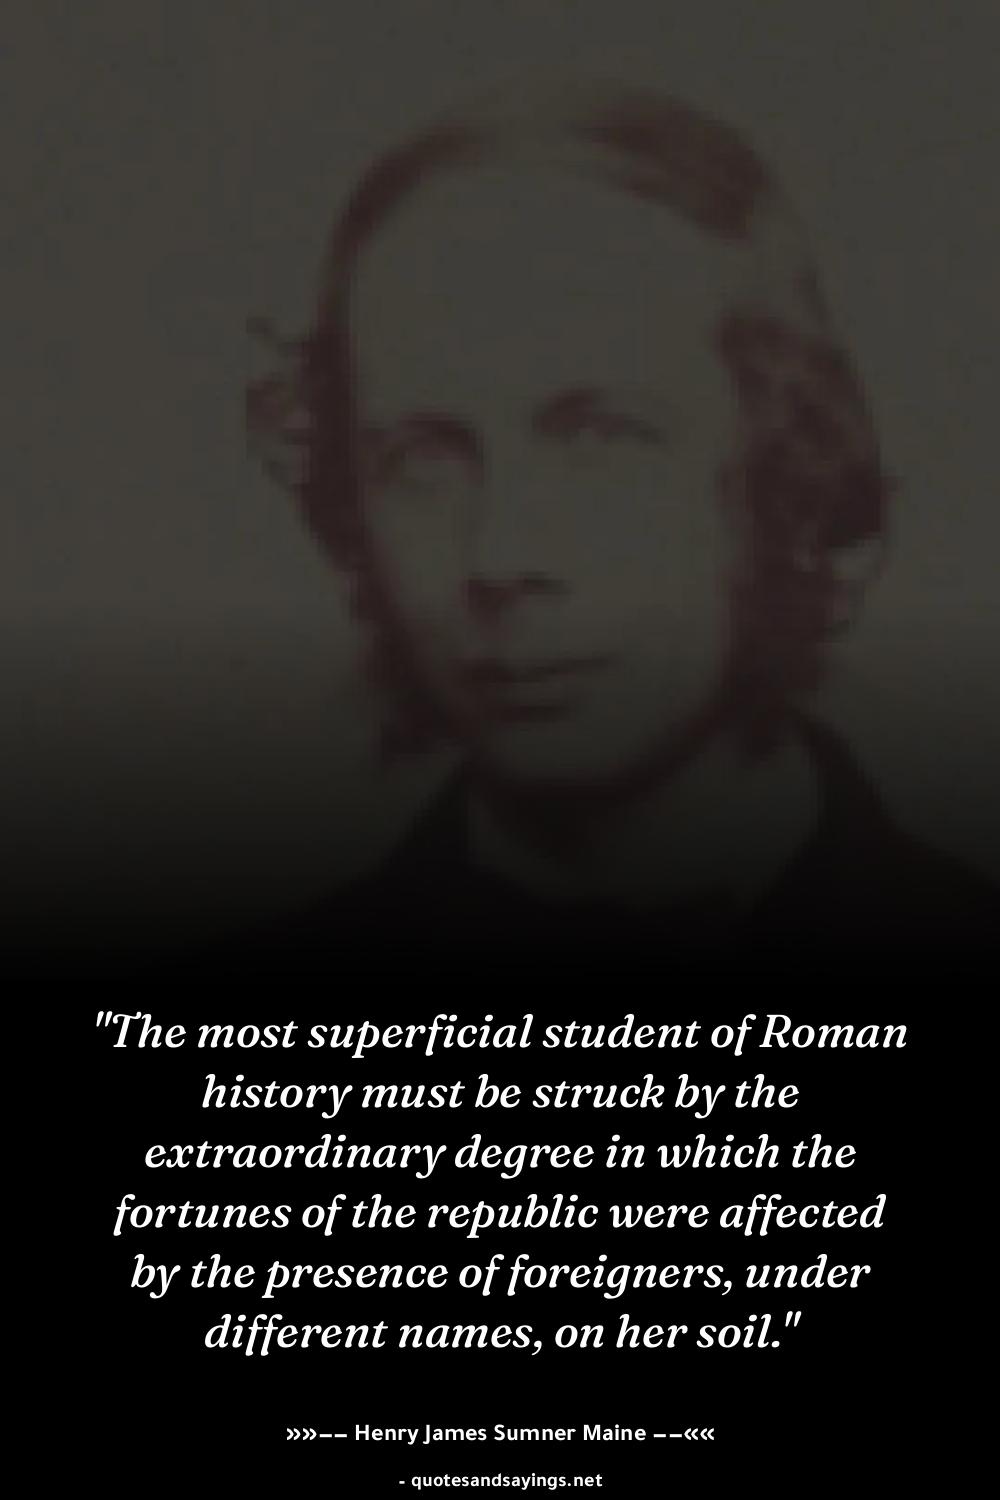 "The most superficial student of Roman
history must be struck by the
extraordinary degree in which the
fortunes of the republic were affected
by the presence of foreigners, under
different names, on her soil."
»»–– Henry James Sumner Maine ––««
- quotesandsayings.net